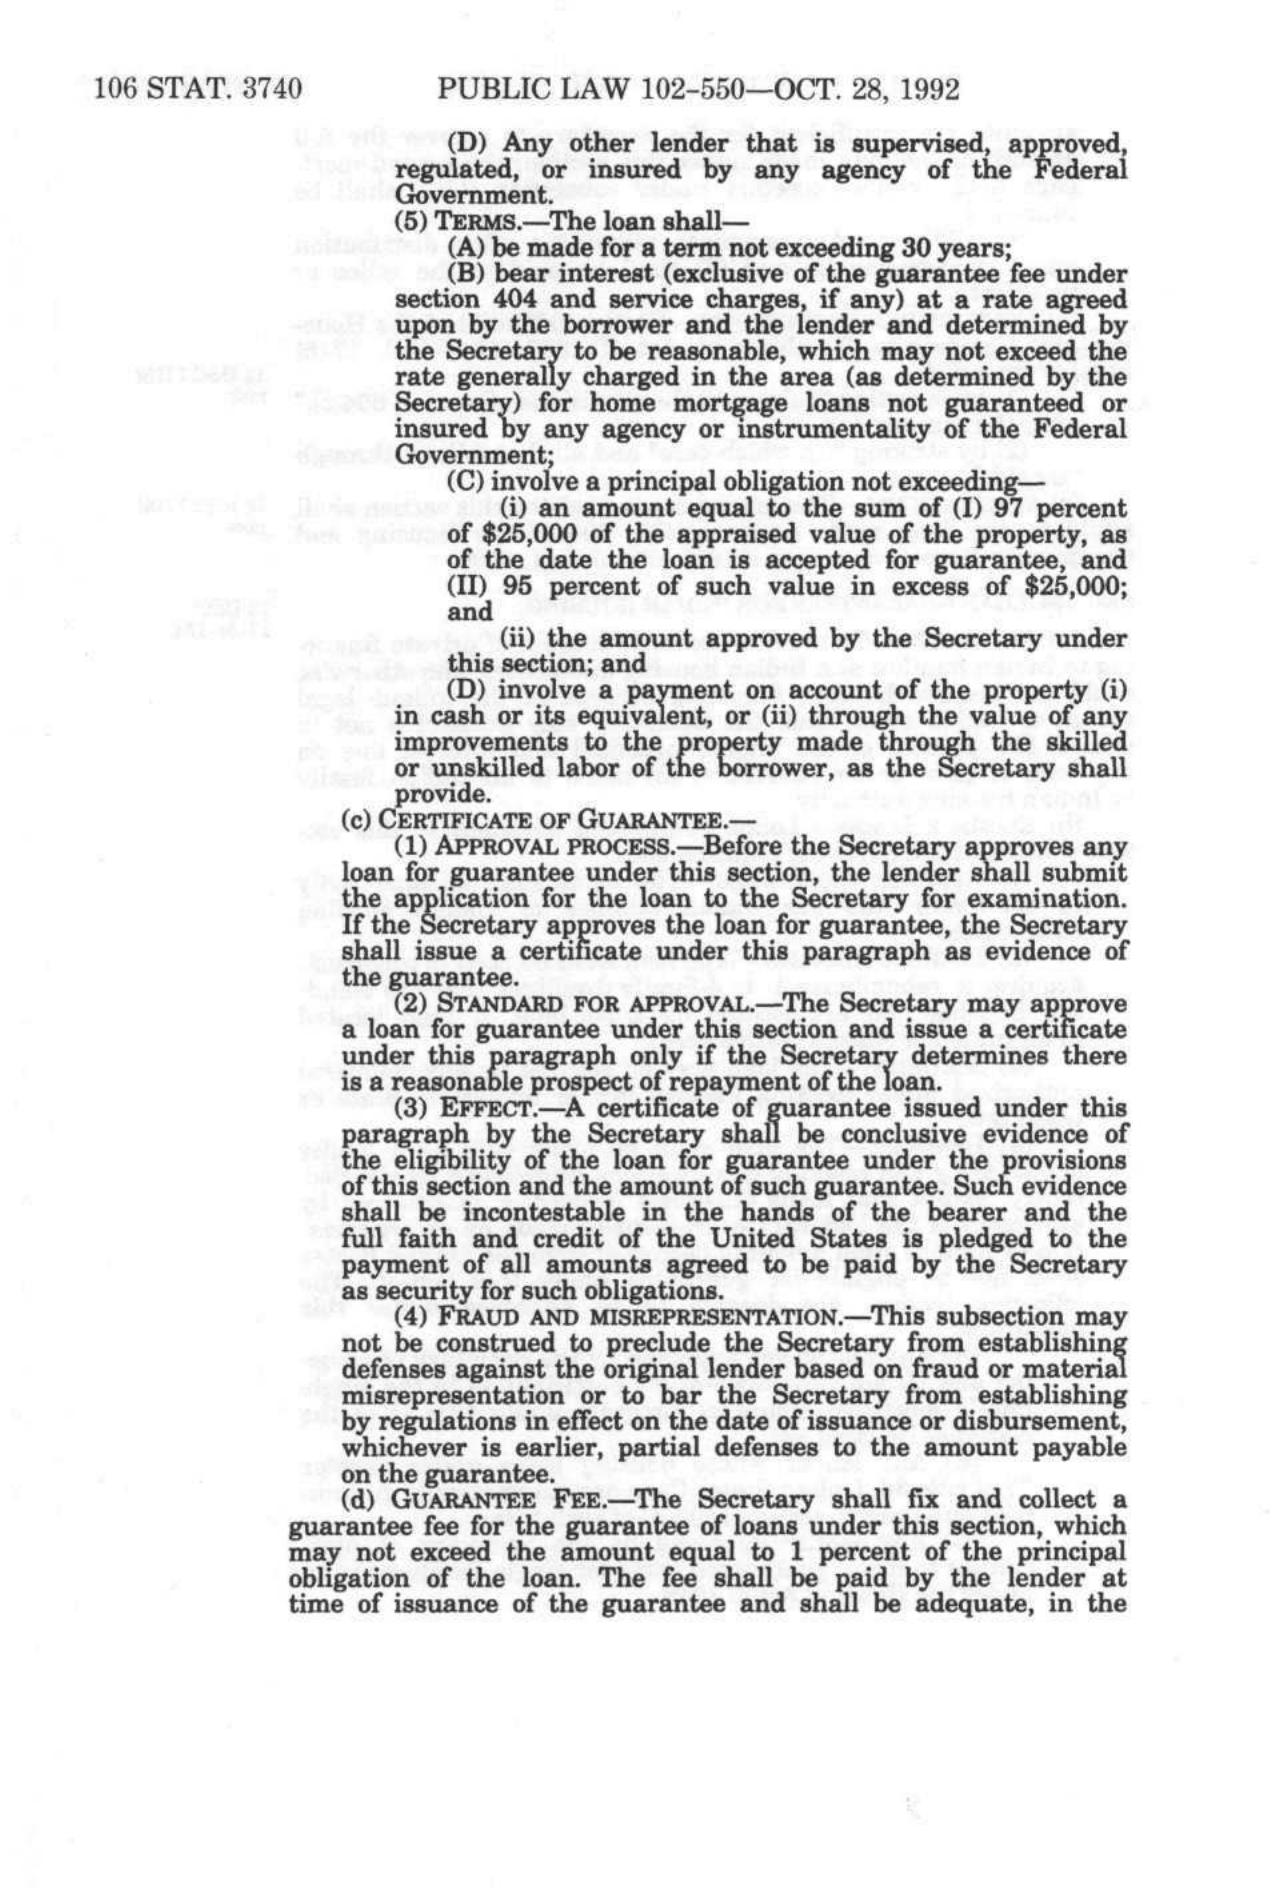 106 STAT. 3740 PUBLIC LAW 102-550—OCT. 28, 1992
(D) Any other lender that is supervised, approved,
regulated, or insured by any agency of the Federal
Government.
(5) TERMS.—The loan shall—
(A) be made for a term not exceeding 30 years;
(B) bear interest (exclusive of the guarantee fee under
section 404 and service charges, if any) at a rate agreed
upon by the borrower and the lender and determined by
the Secretary to be reasonable, which may not exceed the
rate generally charged in the area (as determined by the
Secretary) for home mortgage loans not guaranteed or
insured by any agency or instrumentality of the Federal
Government;
(C) involve a principal obligation not exceeding—
(i) an amount equal to the sum of (I) 97 percent
of $25,000 of the appraised value of the property, as
of the date the loan is accepted for guarantee, and
(II) 95 percent of such value in excess of $25,000;
and
(ii) the amount approved by the Secretary under
this section; and
(D) involve a payment on account of the property (i)
in cash or its equivalent, or (ii) through the value of any
improvements to the property made through the skilled
or unskilled labor of the borrower, as the Secretary shall
provide.
(c) CERTIFICATE OF GUARANTEE.—
(1) APPROVAL PROCESS.—Before the Secretary approves any
loan for guarantee under this section, the lender shall submit
the application for the loan to the Secretary for examination.
If the Secretary approves the loan for guarantee, the Secretary
shall issue a certificate under this paragraph as evidence of
the guarantee.
(2) STANDARD FOR APPROVAL.—The Secretary may approve
a loan for guarantee under this section and issue a certificate
under this paragraph only if the Secretary determines there
is a reasonable prospect of repayment of the loan.
(3) EFFECT.—A certificate of guarantee issued under this
paragraph by the Secretary shall be conclusive evidence of
the eligibility of the loan for guarantee under the provisions
of this section and the amount of such guarantee. Such evidence
shall be incontestable in the hands of the bearer and the
full faith and credit of the United States is pledged to the
payment of all amounts agreed to be paid by the Secretary
as security for such obligations.
(4) FRAUD AND MISREPRESENTATION.—This subsection may
not be construed to preclude the Secretary from establishing
defenses against the original lender based on fraud or material
misrepresentation or to bar the Secretary from establishing
by regulations in effect on the date of issuance or disbursement,
whichever is earlier, partial defenses to the amount payable
on the guarantee.
(d) GUARANTEE FEE.—The Secretary shall fix and collect a
guarantee fee for the guarantee of loans under this section, which
may not exceed the amount equal to 1 percent of the principal
obligation of the loan. The fee shall be paid by the lender at
time of issuance of the guarantee and shall be adequate, in the